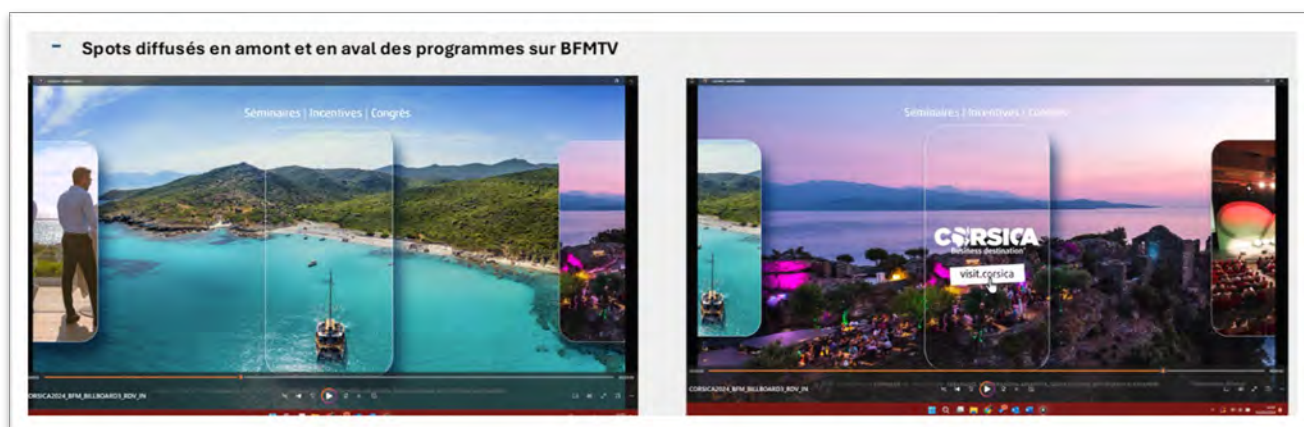 - Spots diffusés en amont et en aval des programmes sur BFMTV
Séminaires | Incentives | Congrès
CORSICA2024_BFM_BILLBOARD3_RDV_IN
Séminaires | Incentives | Congrès
CORSICA
Business destination
visit.corsica
CORSICA2024_BFM_BILLBOARD3_RDV_IN